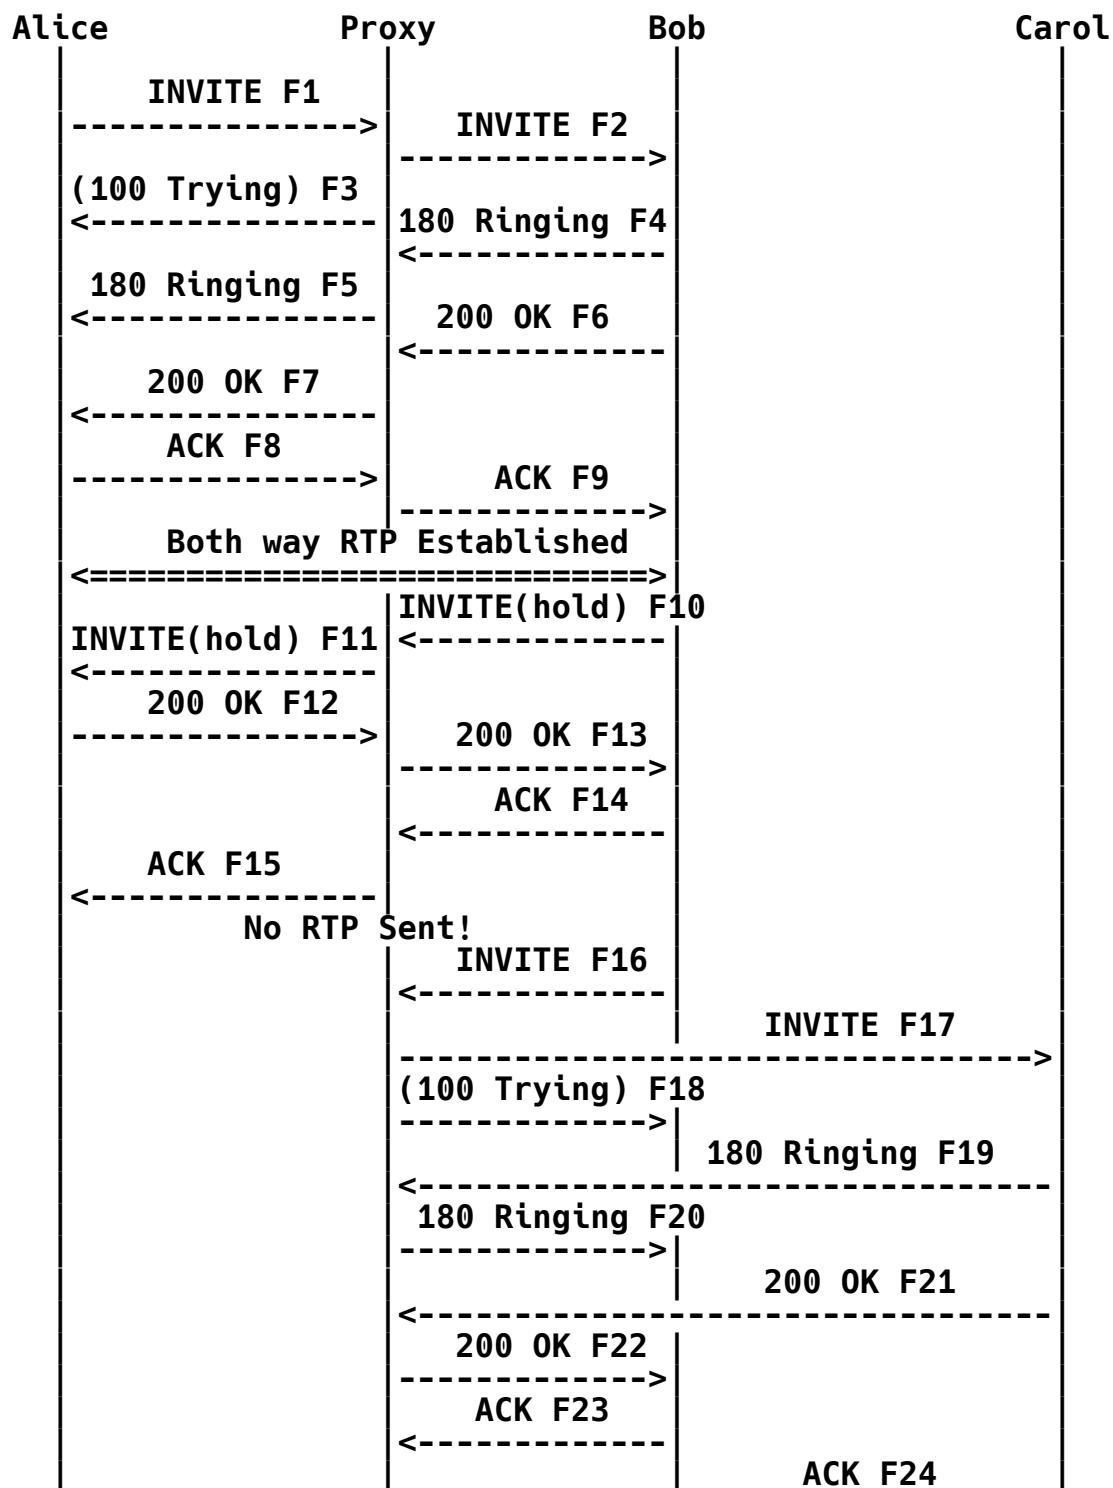 Alice Proxy Bob Carol
INVITE F1
--------------->
INVITE F2
------------->
(100 Trying) F3
<---------------
180 Ringing F4
<-------------
180 Ringing F5
<---------------
200 OK F6
<-------------
200 OK F7
<---------------
ACK F8
--------------->
ACK F9
------------->
Both way RTP Established
<=============================>
INVITE(hold) F10
<-------------
INVITE(hold) F11
<---------------
200 OK F12
--------------->
200 OK F13
------------->
ACK F14
<-------------
ACK F15
<---------------
No RTP Sent!
INVITE F16
<-------------
INVITE F17
--------------------------------->
(100 Trying) F18
------------->
180 Ringing F19
<---------------------------------
180 Ringing F20
------------->
200 OK F21
<---------------------------------
200 OK F22
------------->
ACK F23
<-------------
ACK F24